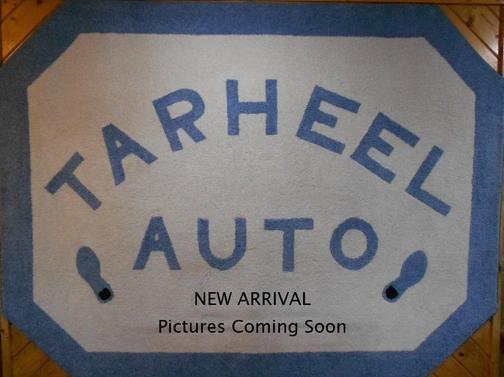 TARHEEL
AUTO
NEW ARRIVAL
Pictures Coming Soon